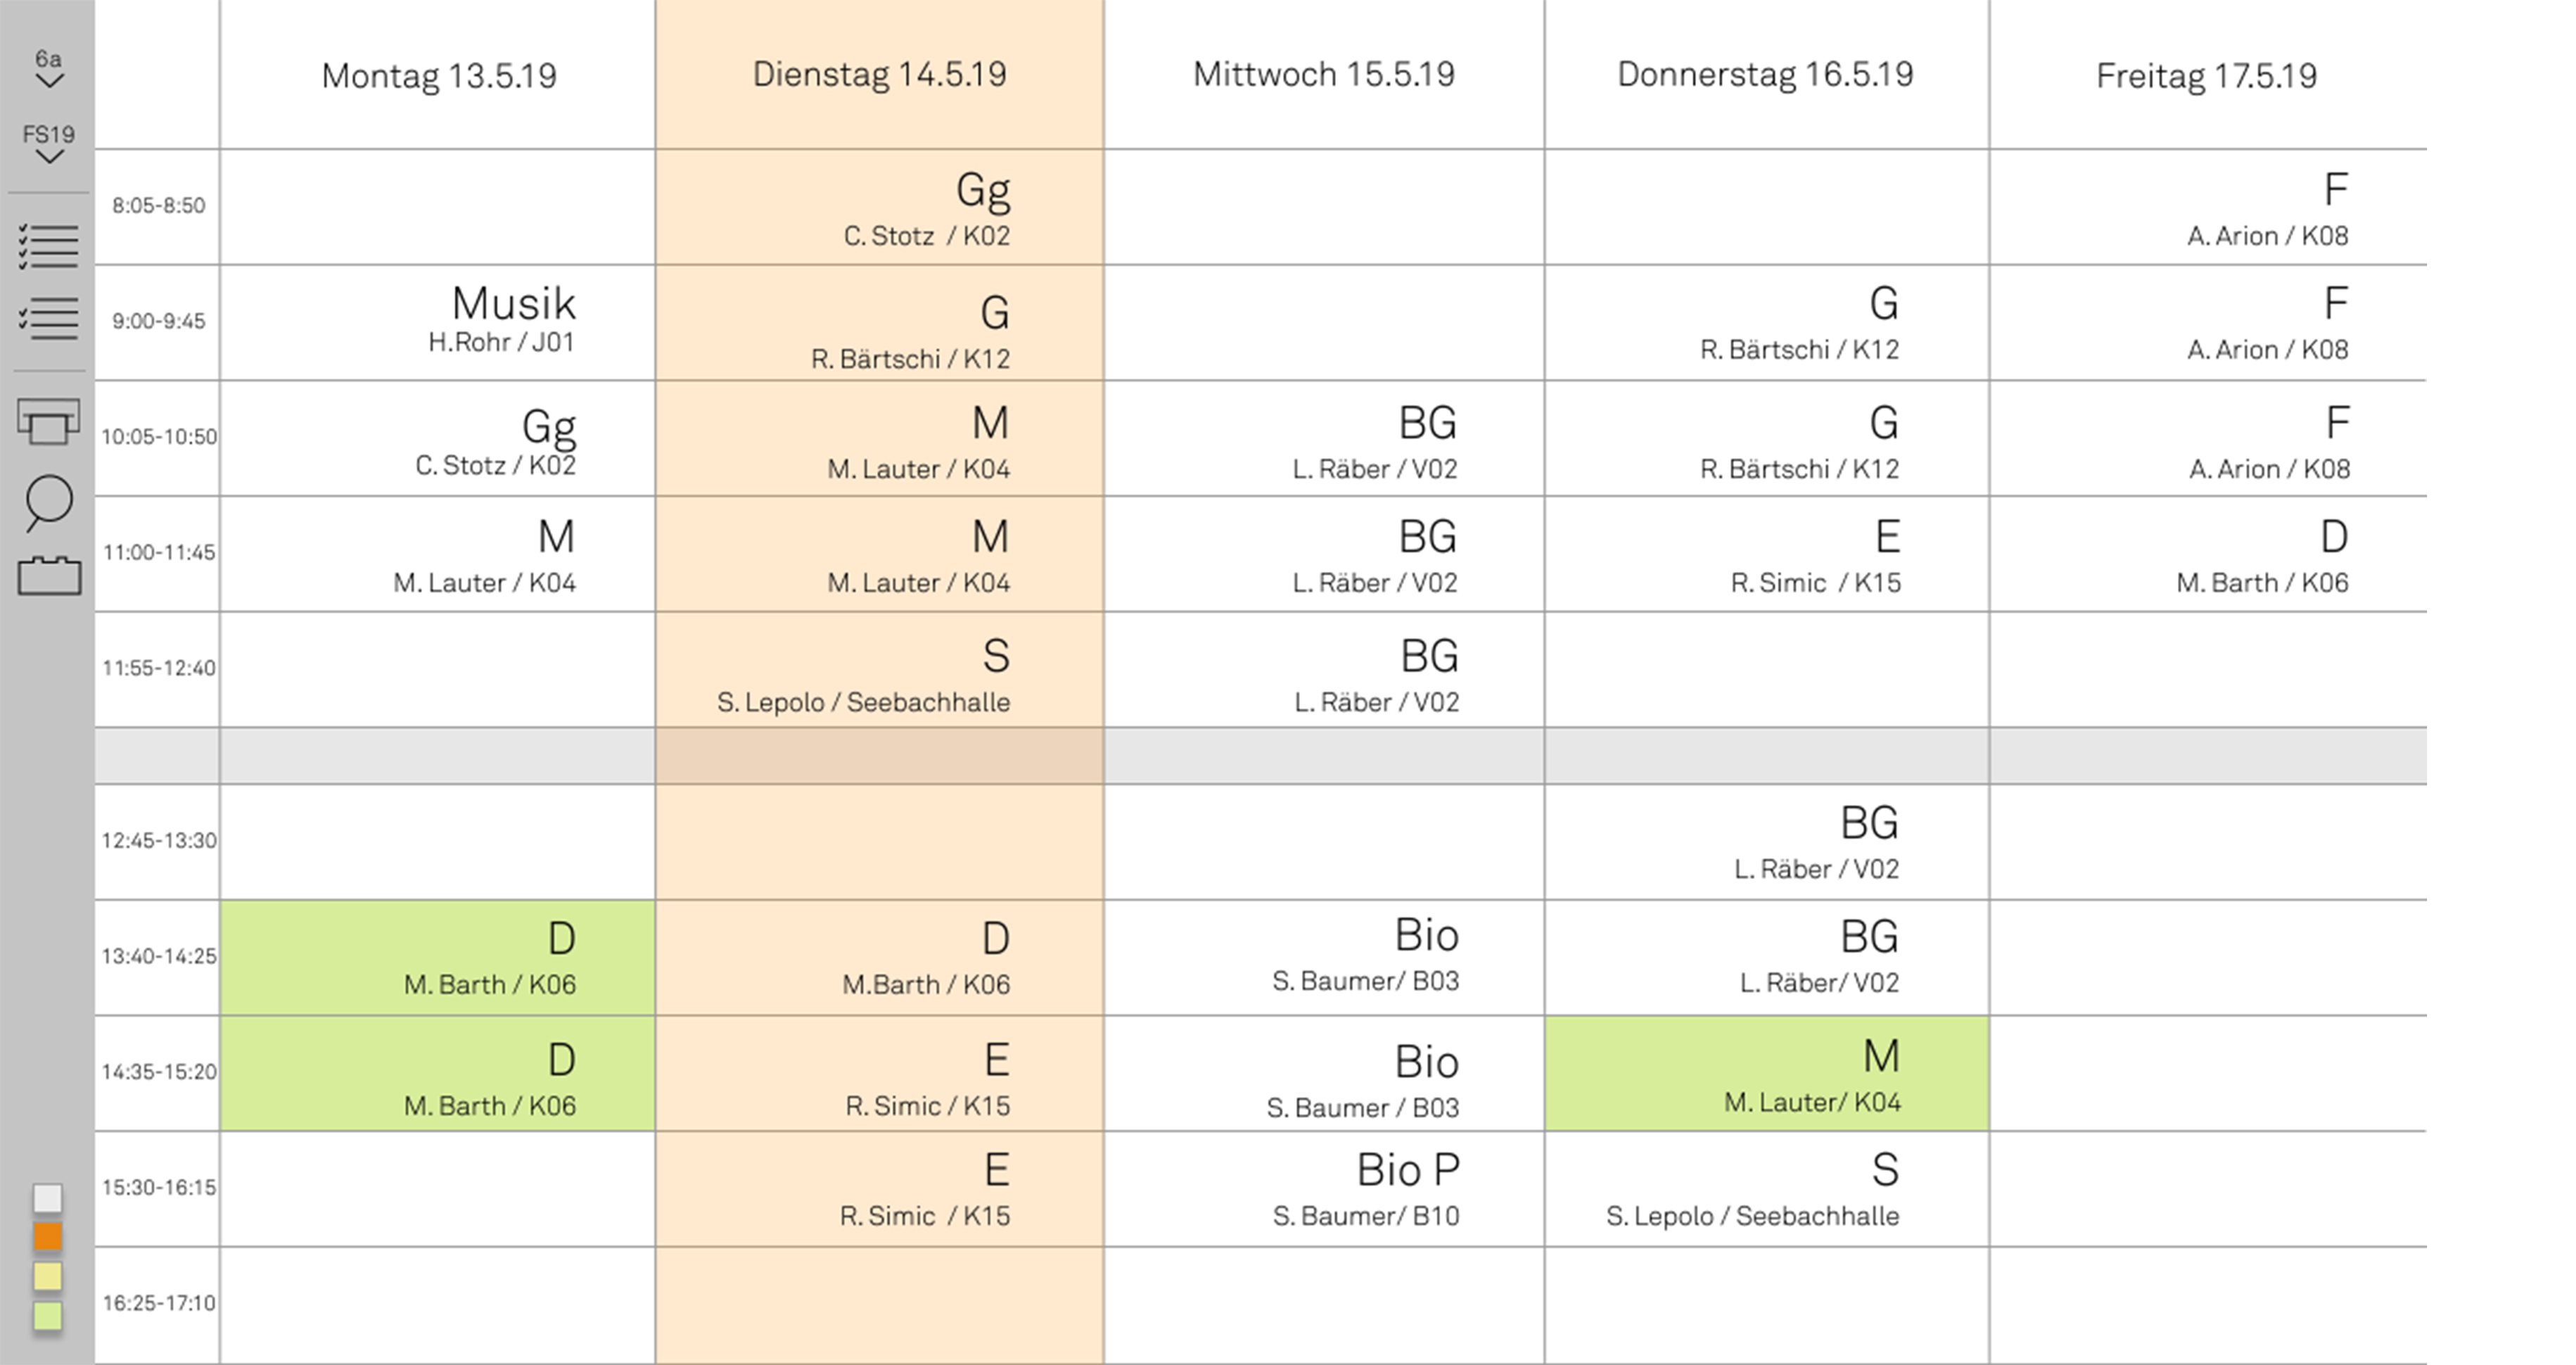 6a
FS19
Montag 13.5.19
Dienstag 14.5.19
Mittwoch 15.5.19
Donnerstag 16.5.19
Freitag 17.5.19
8:05-8:50
Gg
C. Stotz / K02
F
A. Arion / K08
9:00-9:45
Musik
H.Rohr / J01
G
R. Bärtschi / K12
G
R. Bärtschi / K12
F
A. Arion / K08
10:05-10:50
Gg
C. Stotz / K02
M
M. Lauter / K04
BG
L. Räber / V02
G
R. Bärtschi / K12
F
A. Arion / K08
11:00-11:45
M
M. Lauter / K04
M
M. Lauter / K04
BG
L. Räber / V02
E
R. Simic / K15
D
M. Barth / K06
11:55-12:40
S
S. Lepolo / Seebachhalle
BG
L. Räber / V02
12:45-13:30
BG
L. Räber / V02
13:40-14:25
D
M. Barth / K06
D
M.Barth / K06
Bio
S. Baumer/ B03
BG
L. Räber/ V02
14:35-15:20
D
M. Barth / K06
E
R. Simic / K15
Bio
S. Baumer / B03
M
M. Lauter/ K04
15:30-16:15
E
R. Simic / K15
Bio P
S. Baumer/ B10
S
S. Lepolo / Seebachhalle
16:25-17:10